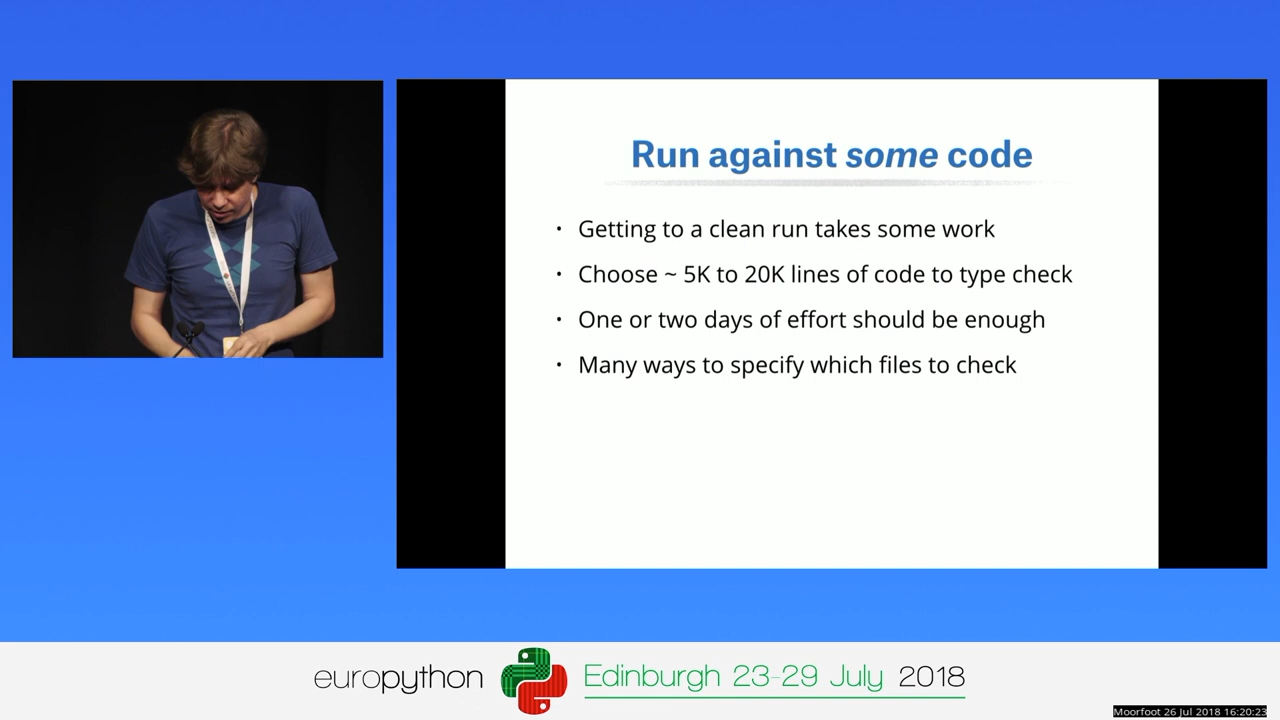 Run against some code
• Getting to a clean run takes some work
• Choose ~ 5K to 20K lines of code to type check
• One or two days of effort should be enough
• Many ways to specify which files to check
europython Edinburgh 23-29 July 2018
Moorfoot 26 Jul 2018 16:20:23